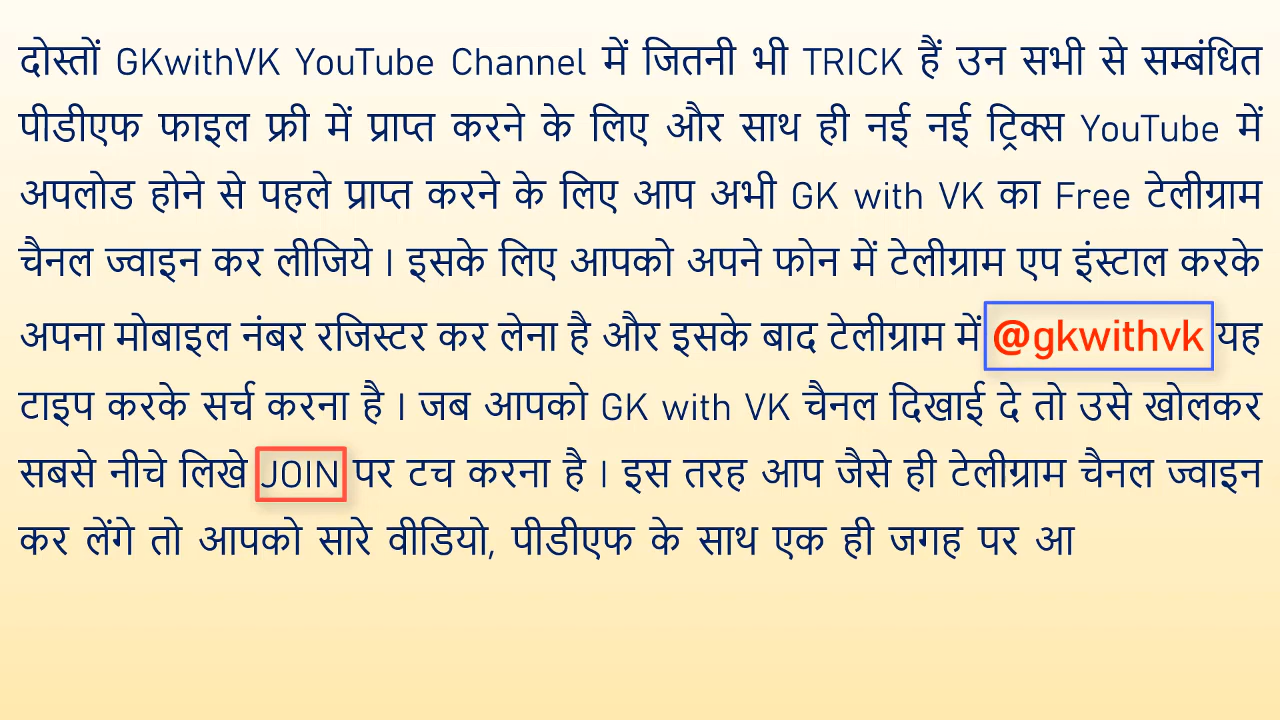 दोस्तों GKwithVK YouTube Channel में जितनी भी TRICK हैं उन सभी से सम्बंधित
पीडीएफ फाइल फ्री में प्राप्त करने के लिए और साथ ही नई नई ट्रिक्स YouTube में
अपलोड होने से पहले प्राप्त करने के लिए आप अभी GK with VK का Free टेलीग्राम
चैनल ज्वाइन कर लीजिये । इसके लिए आपको अपने फोन में टेलीग्राम एप इंस्टाल करके
अपना मोबाइल नंबर रजिस्टर कर लेना है और इसके बाद टेलीग्राम में @gkwithvk यह
टाइप करके सर्च करना है । जब आपको GK with VK चैनल दिखाई दे तो उसे खोलकर
सबसे नीचे लिखे JOIN पर टच करना है । इस तरह आप जैसे ही टेलीग्राम चैनल ज्वाइन
कर लेंगे तो आपको सारे वीडियो, पीडीएफ के साथ एक ही जगह पर आ